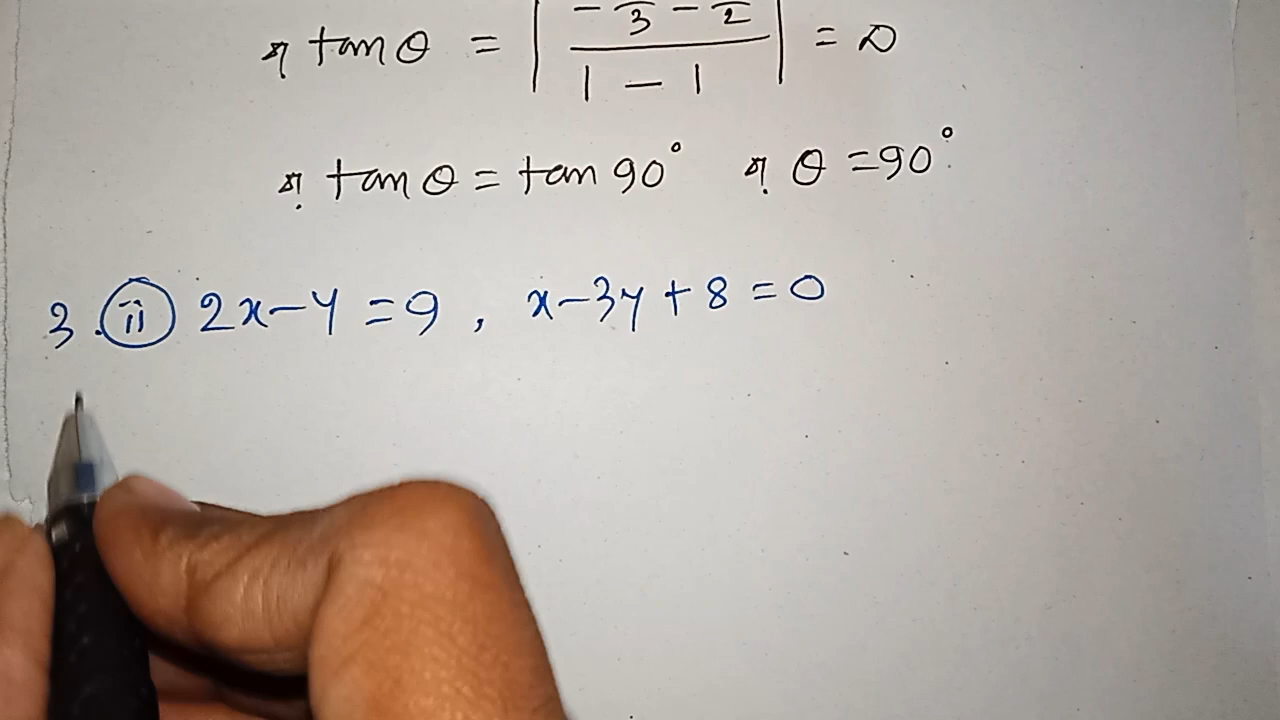 ସ tanθ = | (− 3 − 2) / (1 − 1) | = ∞
ସ. tanθ = tan 90° ସ. θ = 90°.
3. (ii) 2x − y = 9, x − 3y + 8 = 0